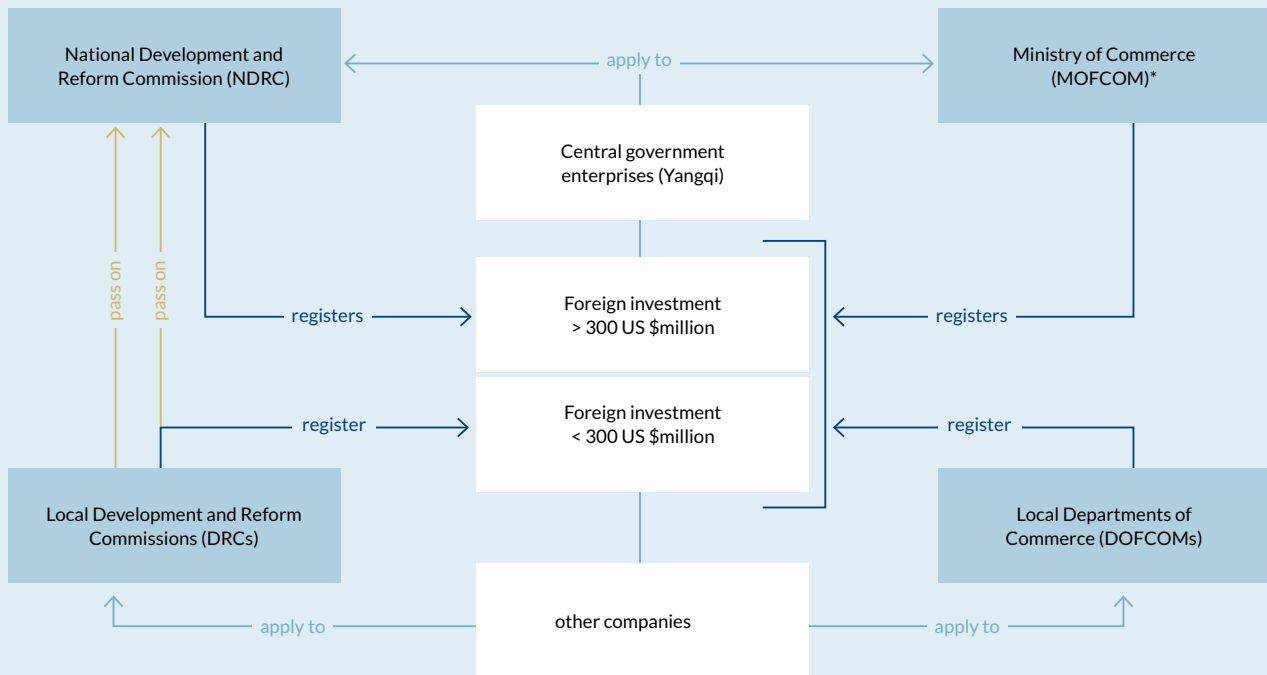 National Development and
Reform Commission (NDRC)
apply to
Ministry of Commerce
(MOFCOM)*
Central government
enterprises (Yangqi)
pass on
pass on
registers
Foreign investment
> 300 US $million
registers
register
Foreign investment
< 300 US $million
register
Local Development and Reform
Commissions (DRCs)
Local Departments of
Commerce (DOFCOMs)
apply to
other companies
apply to